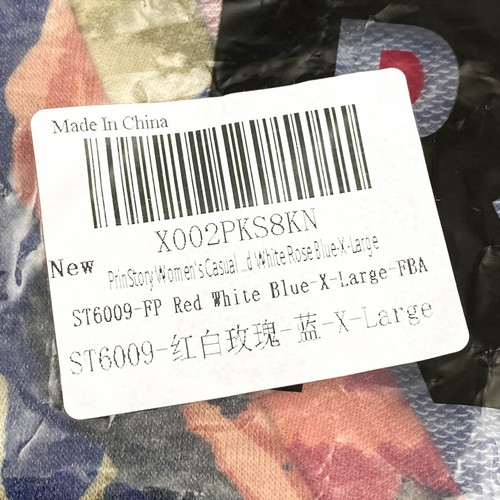 Made In China
X002PKS8KN
New PrinStory Women's Casual ...d White Rose Blue-X-Large
ST6009-FP Red White Blue-X-Large-FBA
ST6009-红白玫瑰-蓝-X-Large